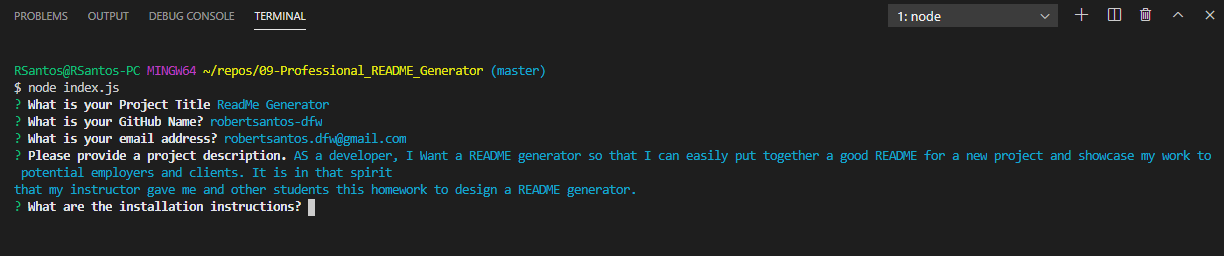 PROBLEMS OUTPUT DEBUG CONSOLE TERMINAL 1: node
RSantos@RSantos-PC MINGW64 ~/repos/09-Professional_README_Generator (master)
$ node index.js
? What is your Project Title ReadMe Generator
? What is your GitHub Name? robertsantos-dfw
? What is your email address? robertsantos.dfw@gmail.com
? Please provide a project description. AS a developer, I Want a README generator so that I can easily put together a good README for a new project and showcase my work to
potential employers and clients. It is in that spirit
that my instructor gave me and other students this homework to design a README generator.
? What are the installation instructions?